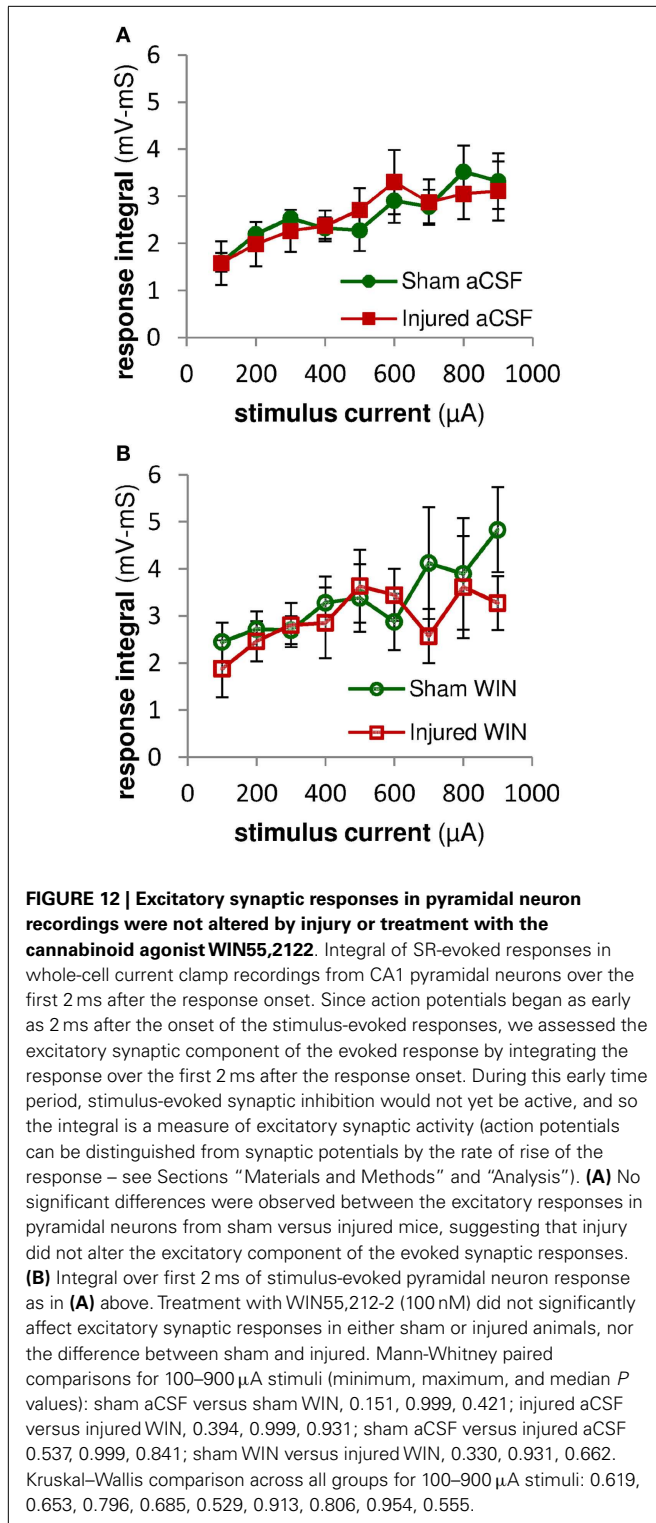 A
6
5
4
3
2
1
0
response integral (mV-mS)
Sham aCSF
Injured aCSF
0 200 400 600 800 1000
stimulus current (µA)
B
6
5
4
3
2
1
0
response integral (mV-mS)
Sham WIN
Injured WIN
0 200 400 600 800 1000
stimulus current (µA)
FIGURE 12 | Excitatory synaptic responses in pyramidal neuron
recordings were not altered by injury or treatment with the
cannabinoid agonist WIN55,2122. Integral of SR-evoked responses in
whole-cell current clamp recordings from CA1 pyramidal neurons over the
first 2 ms after the response onset. Since action potentials began as early
as 2 ms after the onset of the stimulus-evoked responses, we assessed the
excitatory synaptic component of the evoked response by integrating the
response over the first 2 ms after the response onset. During this early time
period, stimulus-evoked synaptic inhibition would not yet be active, and so
the integral is a measure of excitatory synaptic activity (action potentials
can be distinguished from synaptic potentials by the rate of rise of the
response – see Sections “Materials and Methods” and “Analysis”). (A) No
significant differences were observed between the excitatory responses in
pyramidal neurons from sham versus injured mice, suggesting that injury
did not alter the excitatory component of the evoked synaptic responses.
(B) Integral over first 2 ms of stimulus-evoked pyramidal neuron response
as in (A) above. Treatment with WIN55,212-2 (100 nM) did not significantly
affect excitatory synaptic responses in either sham or injured animals, nor
the difference between sham and injured. Mann-Whitney paired
comparisons for 100–900 µA stimuli (minimum, maximum, and median P
values): sham aCSF versus sham WIN, 0.151, 0.999, 0.421; injured aCSF
versus injured WIN, 0.394, 0.999, 0.931; sham aCSF versus injured aCSF
0.537, 0.999, 0.841; sham WIN versus injured WIN, 0.330, 0.931, 0.662.
Kruskal–Wallis comparison across all groups for 100–900 µA stimuli: 0.619,
0.653, 0.796, 0.685, 0.529, 0.913, 0.806, 0.954, 0.555.